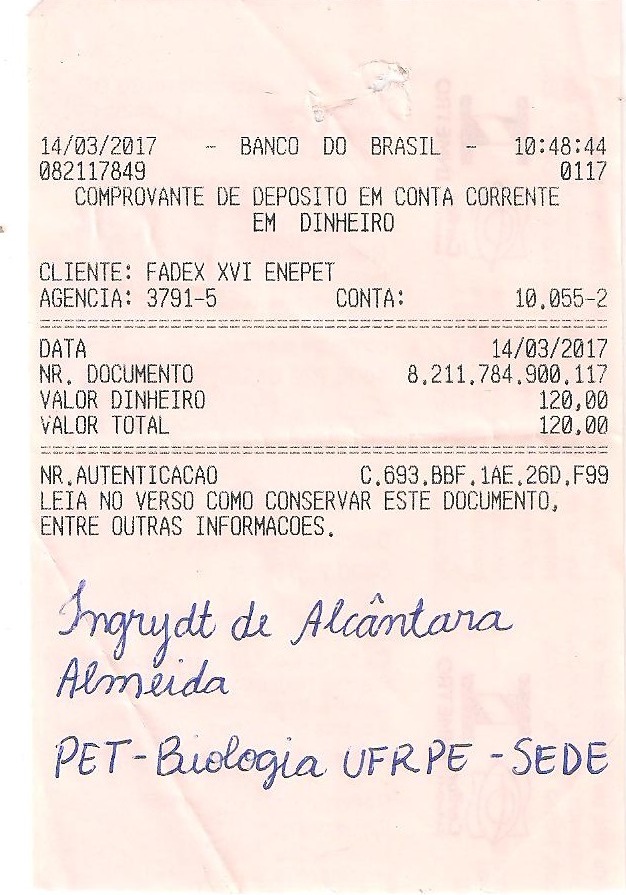 14/03/2017 - BANCO DO BRASIL - 10:48:44
082117849 0117
COMPROVANTE DE DEPOSITO EM CONTA CORRENTE
EM DINHEIRO
CLIENTE: FADEX XVI ENEPET
AGENCIA: 3791-5 CONTA: 10.055-2
DATA 14/03/2017
NR. DOCUMENTO 8.211.784.900.117
VALOR DINHEIRO 120,00
VALOR TOTAL 120,00
NR.AUTENTICACAO C.693.BBF.1AE.26D.F99
LEIA NO VERSO COMO CONSERVAR ESTE DOCUMENTO,
ENTRE OUTRAS INFORMACOES.
Ingrydt de Alcântara
Almeida
PET-Biologia UFRPE - SEDE